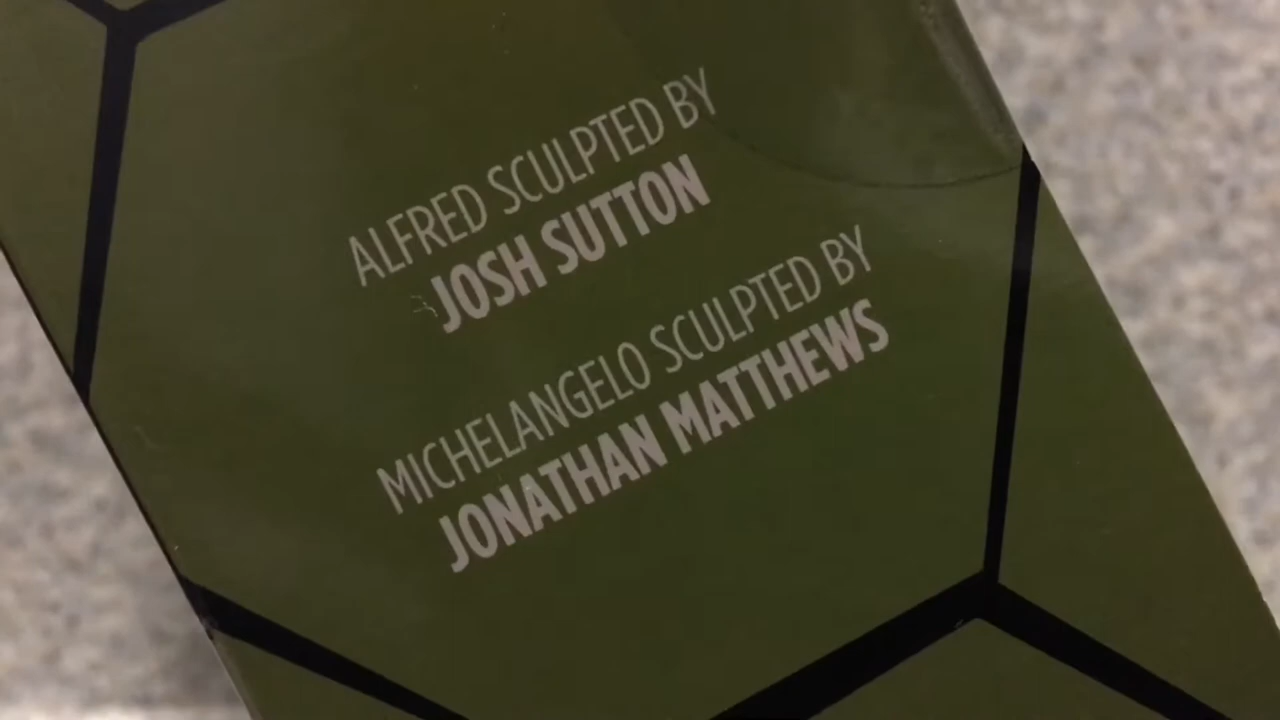 ALFRED SCULPTED BY
JOSH SUTTON
MICHELANGELO SCULPTED BY
JONATHAN MATTHEWS